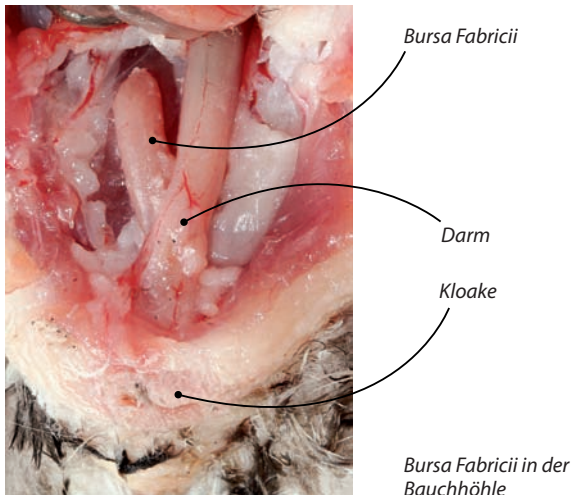 Bursa Fabricii
Darm
Kloake
Bursa Fabricii in der
Bauchhöhle